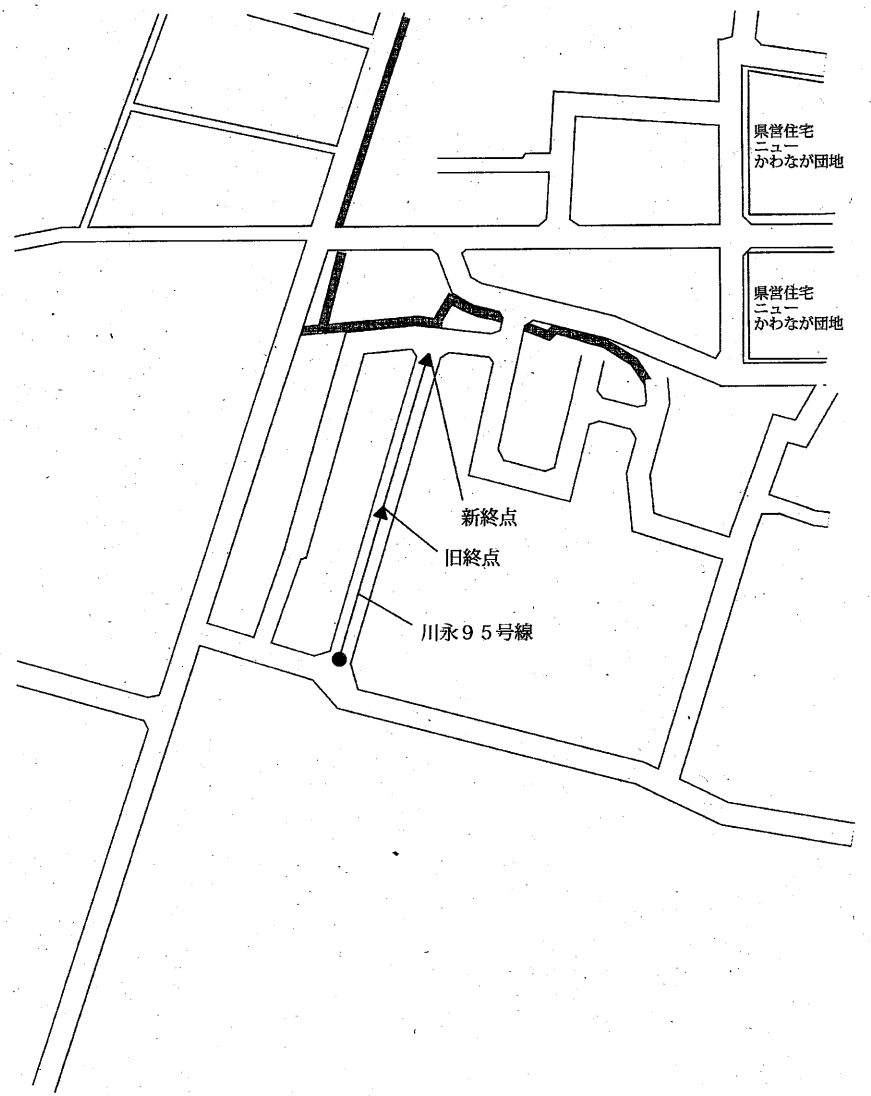 県営住宅
ニュー
かわなが団地
県営住宅
ニュー
かわなが団地
新終点
旧終点
川永９５号線